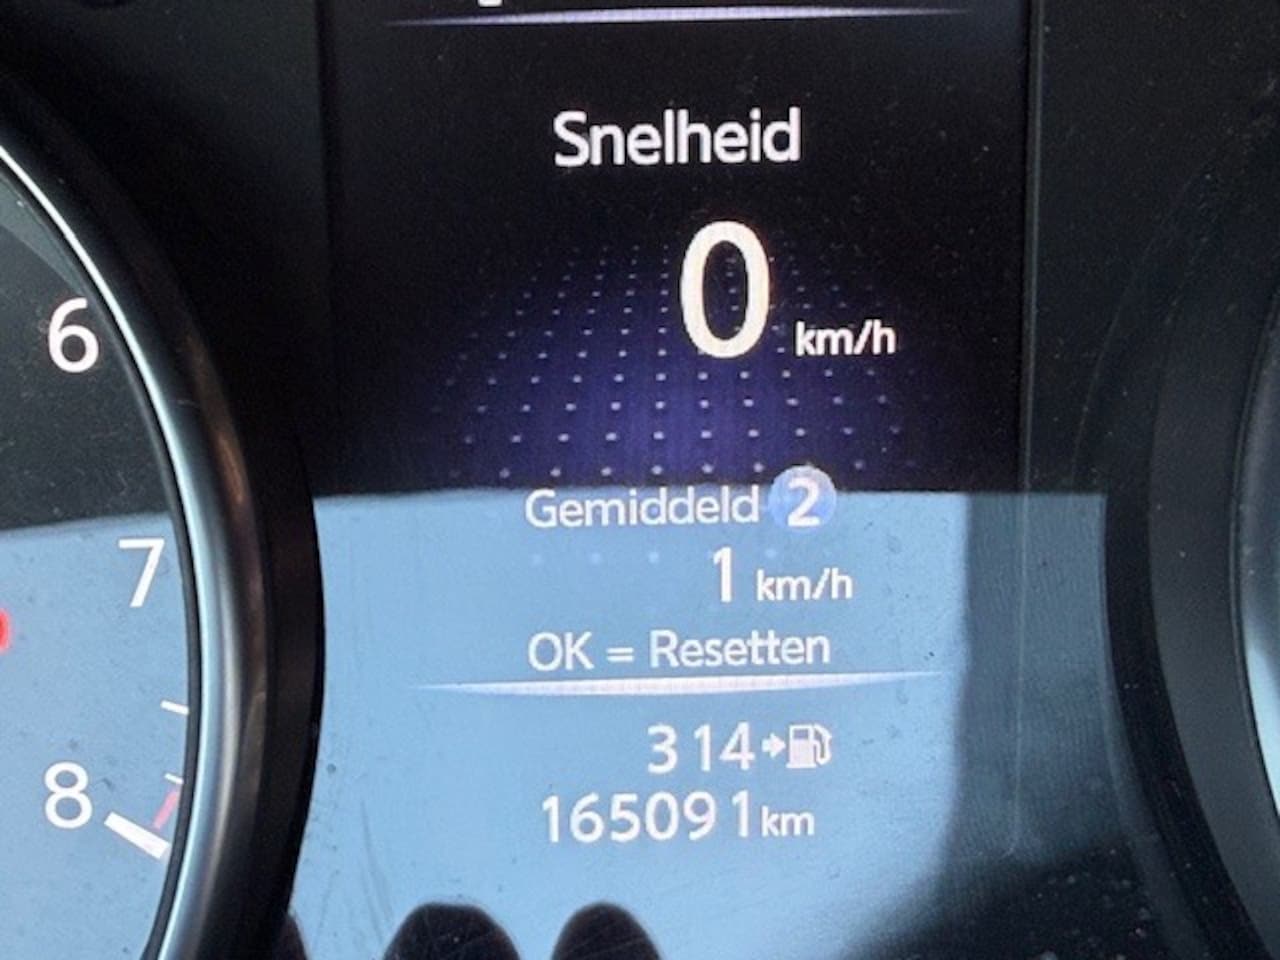 Snelheid
0 km/h
Gemiddeld 2
1 km/h
OK = Resetten
314
165091 km
6
7
8